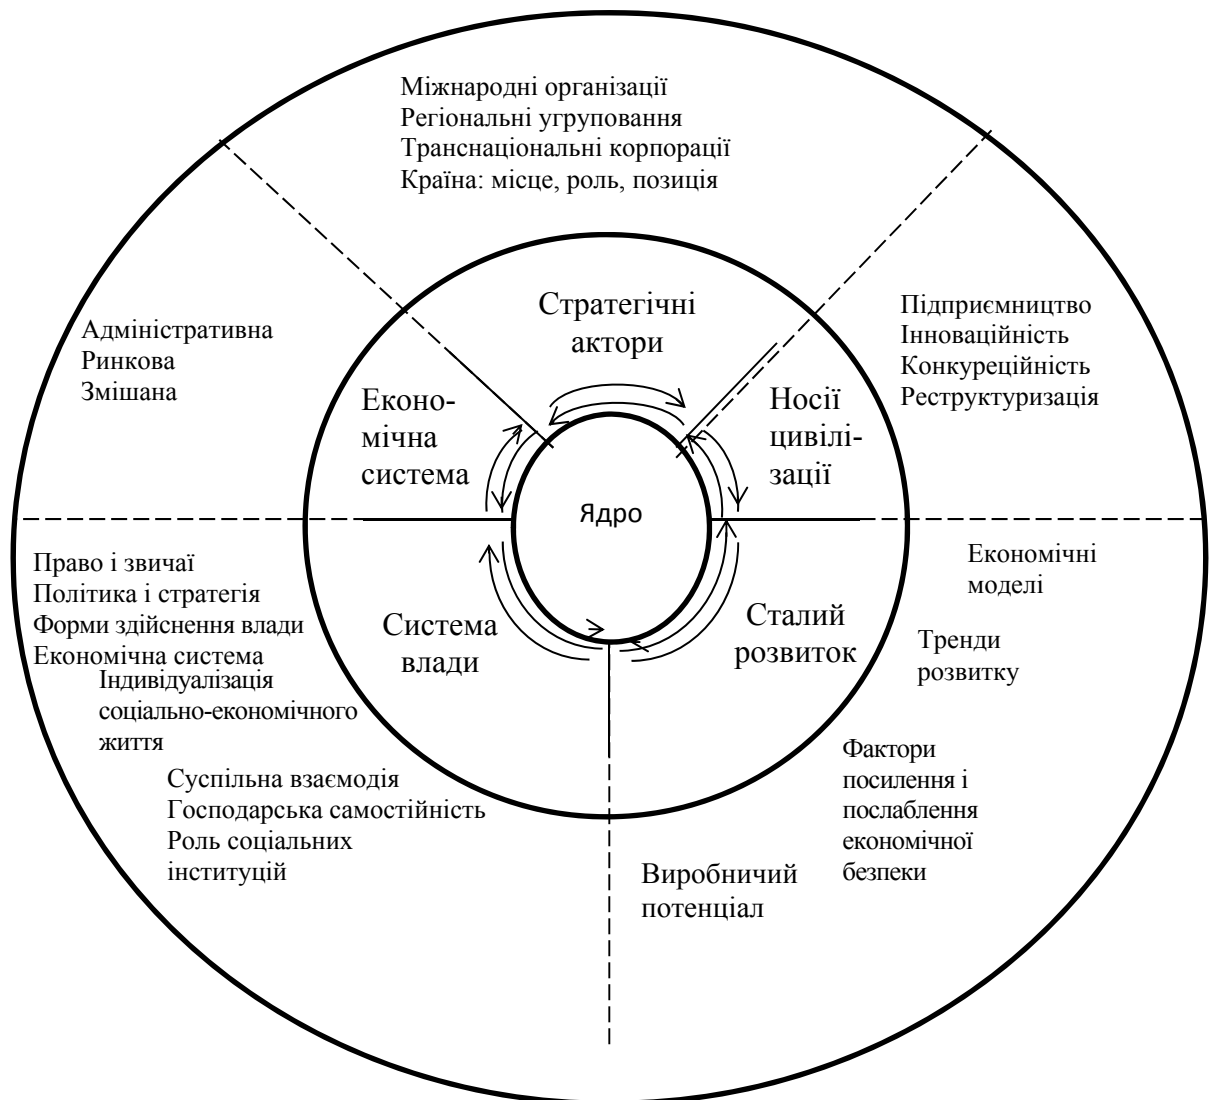 Міжнародні організації
Регіональні угруповання
Транснаціональні корпорації
Країна: місце, роль, позиція
Стратегічні
актори
Адміністративна
Ринкова
Змішана
Еконо-
мічна
система
Носії
цивілі-
зації
Підприємництво
Інноваційність
Конкуреційність
Реструктуризація
Ядро
Право і звичаї
Політика і стратегія
Форми здійснення влади
Економічна система
Індивідуалізація
соціально-економічного
життя
Суспільна взаємодія
Господарська самостійність
Роль соціальних
інституцій
Система
влади
Сталий
розвиток
Економічні
моделі
Тренди
розвитку
Фактори
посилення і
послаблення
економічної
безпеки
Виробничий
потенціал